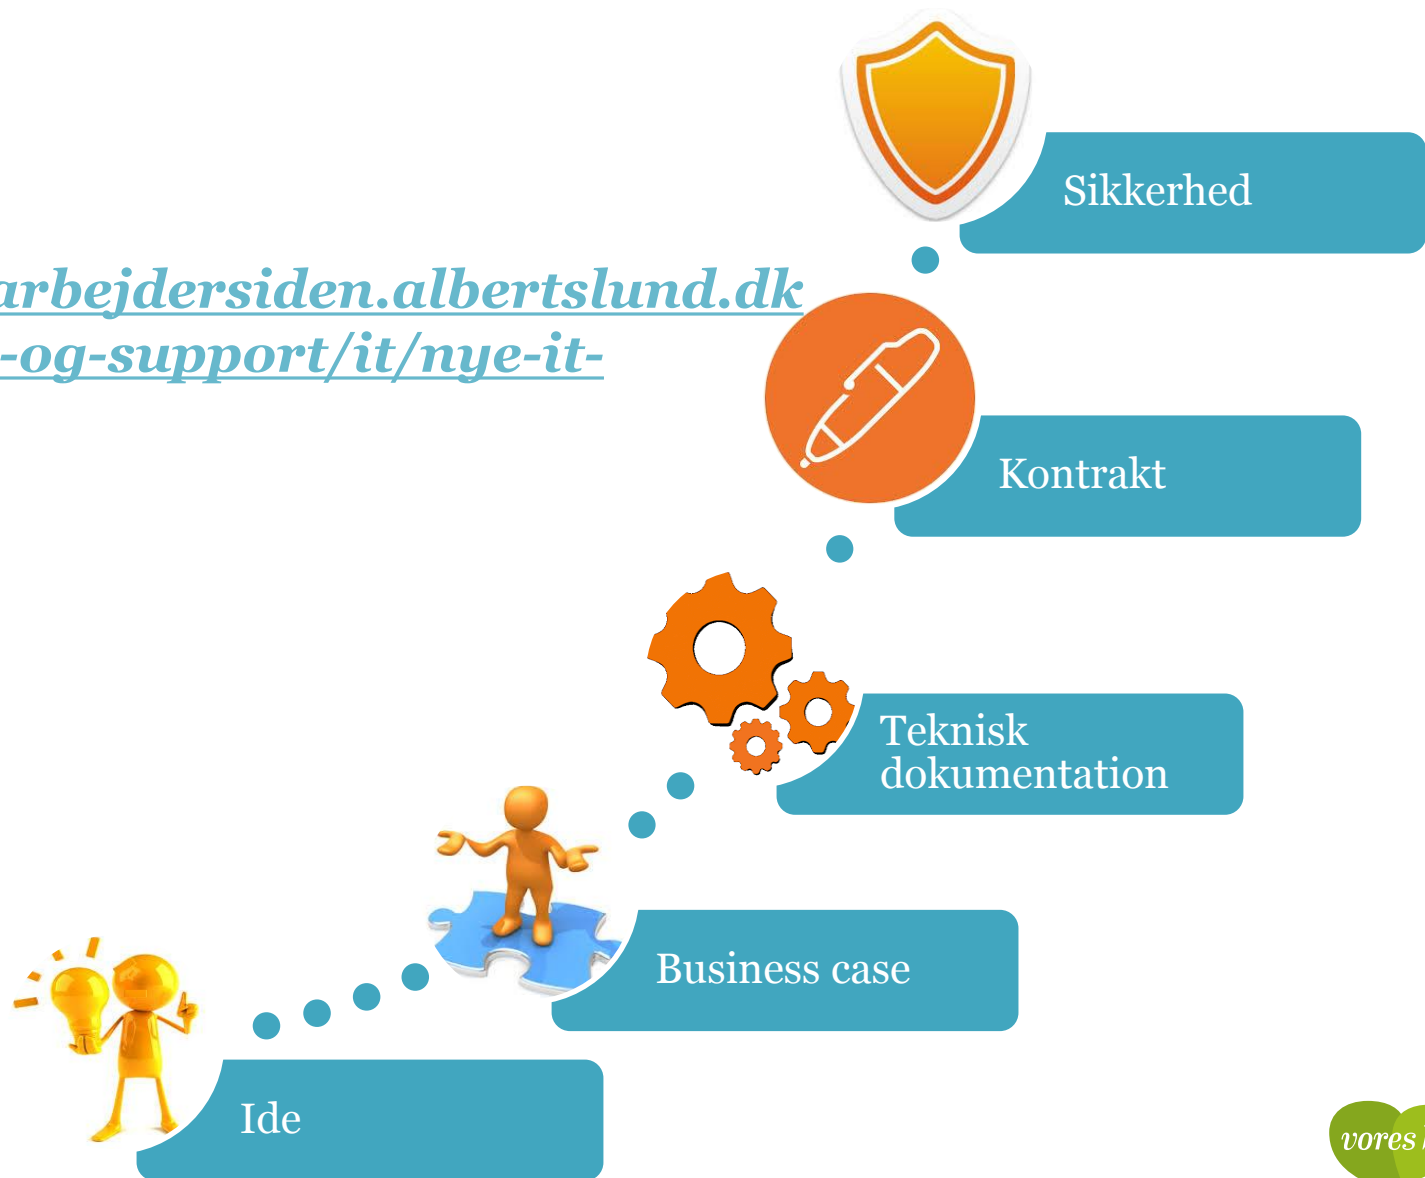 Sikkerhed
arbejdersiden.albertslund.dk
-og-support/it/nye-it-
Kontrakt
Teknisk
dokumentation
Business case
Ide
vores